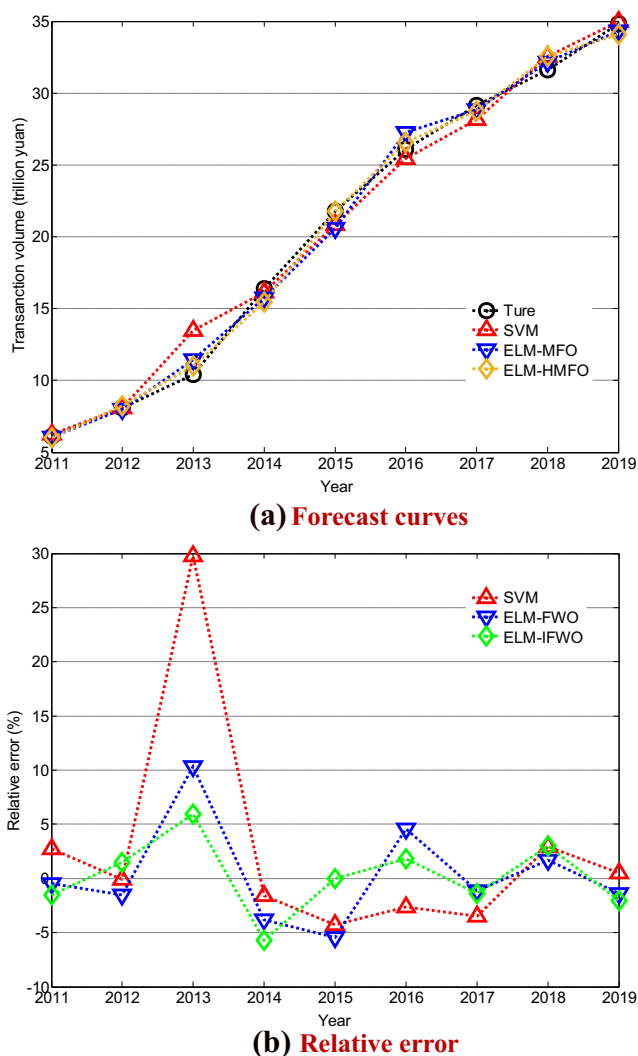 35
30
25
20
15
10
5
Transanction volume (trillion yuan)
Ture
SVM
ELM-MFO
ELM-HMFO
2011 2012 2013 2014 2015 2016 2017 2018 2019
Year
(a) Forecast curves
30
25
20
15
10
5
0
-5
-10
Relative error (%)
SVM
ELM-FWO
ELM-IFWO
2011 2012 2013 2014 2015 2016 2017 2018 2019
Year
(b) Relative error